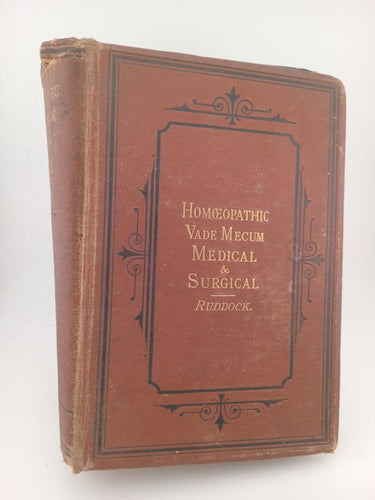 HOMŒOPATHIC
VADE MECUM
MEDICAL
&
SURGICAL
RUDDOCK.